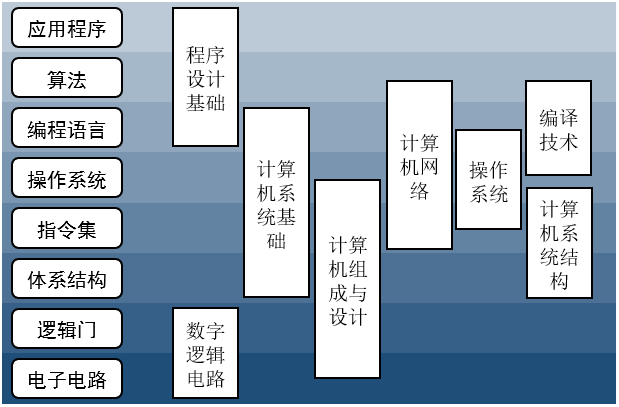 应用程序
算法
编程语言
操作系统
指令集
体系结构
逻辑门
电子电路
程序
设计
基础
数字
逻辑
电路
计算
机系
统基
础
计算
机组
成与
设计
计算
机网
络
操作
系统
编译
技术
计算
机系
统结
构